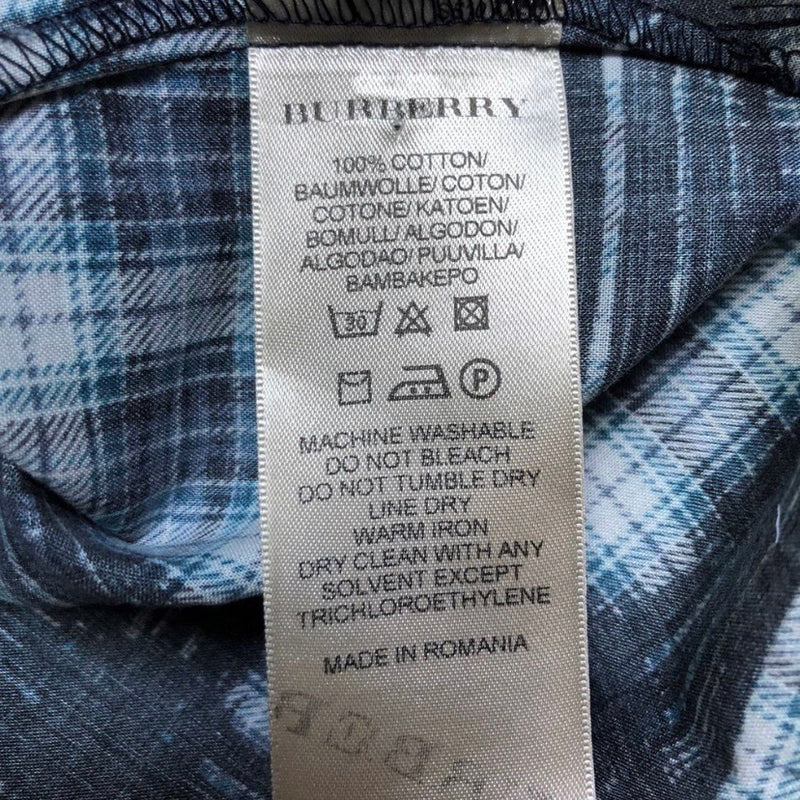 BURBERRY
100% COTTON/
BAUMWOLLE/ COTON/
COTONE/ KATOEN/
BOMULL/ ALGODON/
ALGODAO/ PUUVILLA/
BAMBAKEPO
30
P
MACHINE WASHABLE
DO NOT BLEACH
DO NOT TUMBLE DRY
LINE DRY
WARM IRON
DRY CLEAN WITH ANY
SOLVENT EXCEPT
TRICHLOROETHYLENE
MADE IN ROMANIA